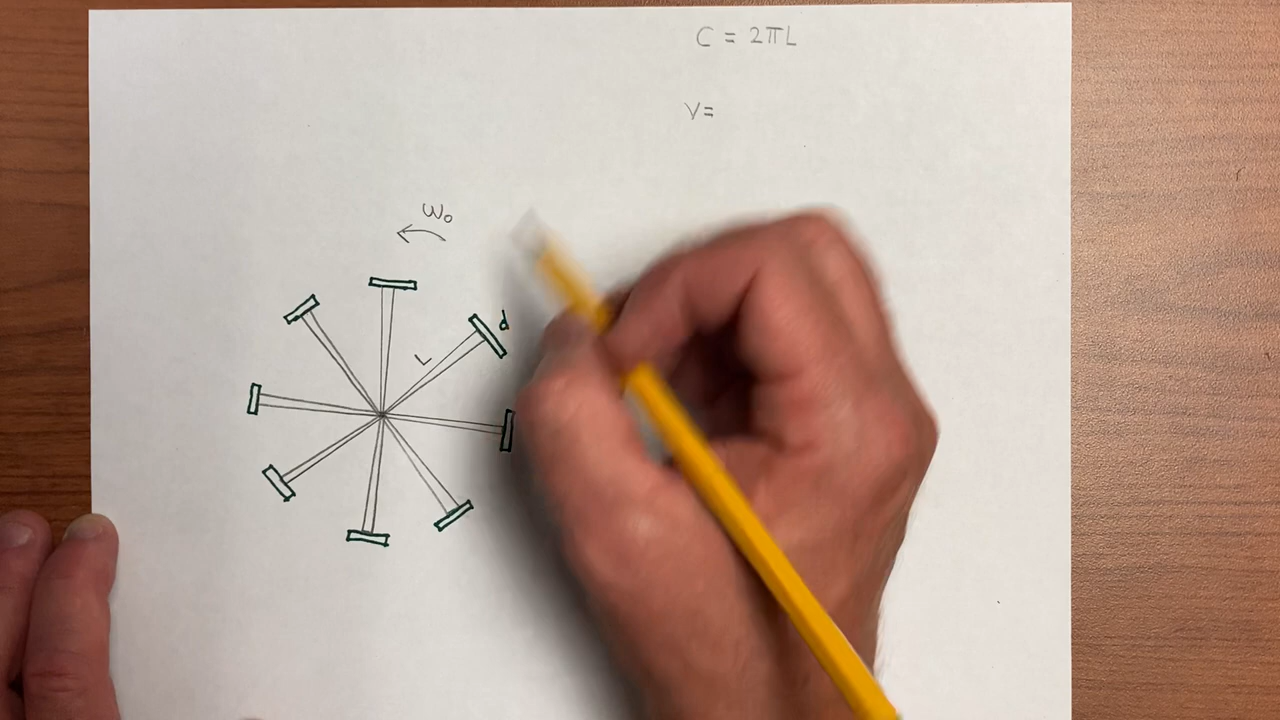 C = 2πL
V =
ω₀
d
L